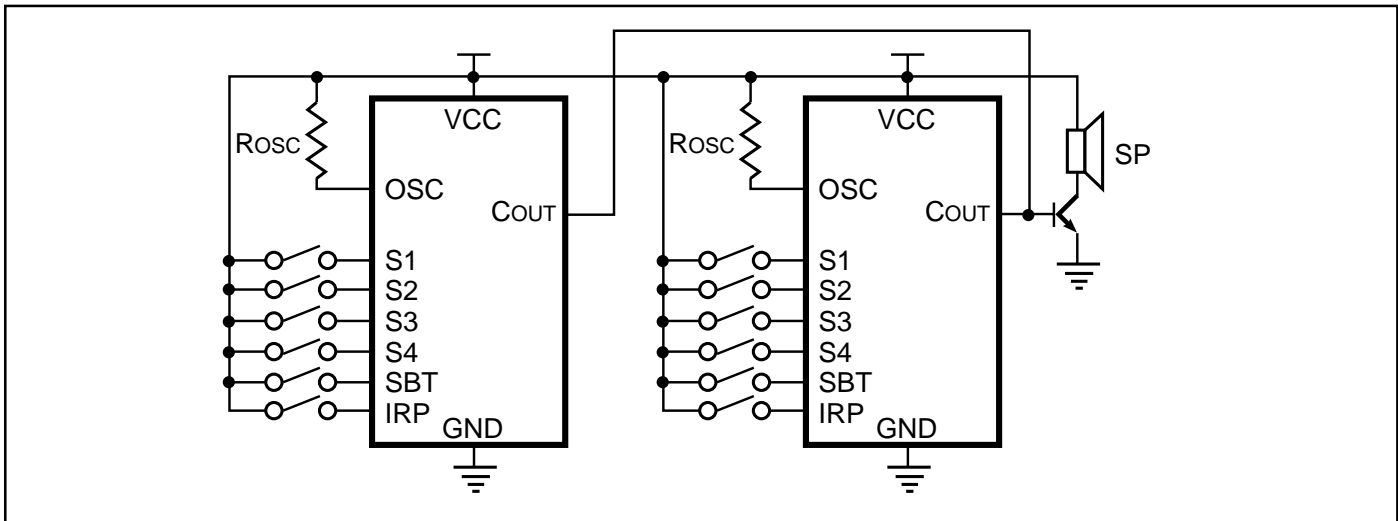 VCC
ROSC
OSC
COUT
S1
S2
S3
S4
SBT
IRP
GND
VCC
ROSC
OSC
COUT
S1
S2
S3
S4
SBT
IRP
GND
SP